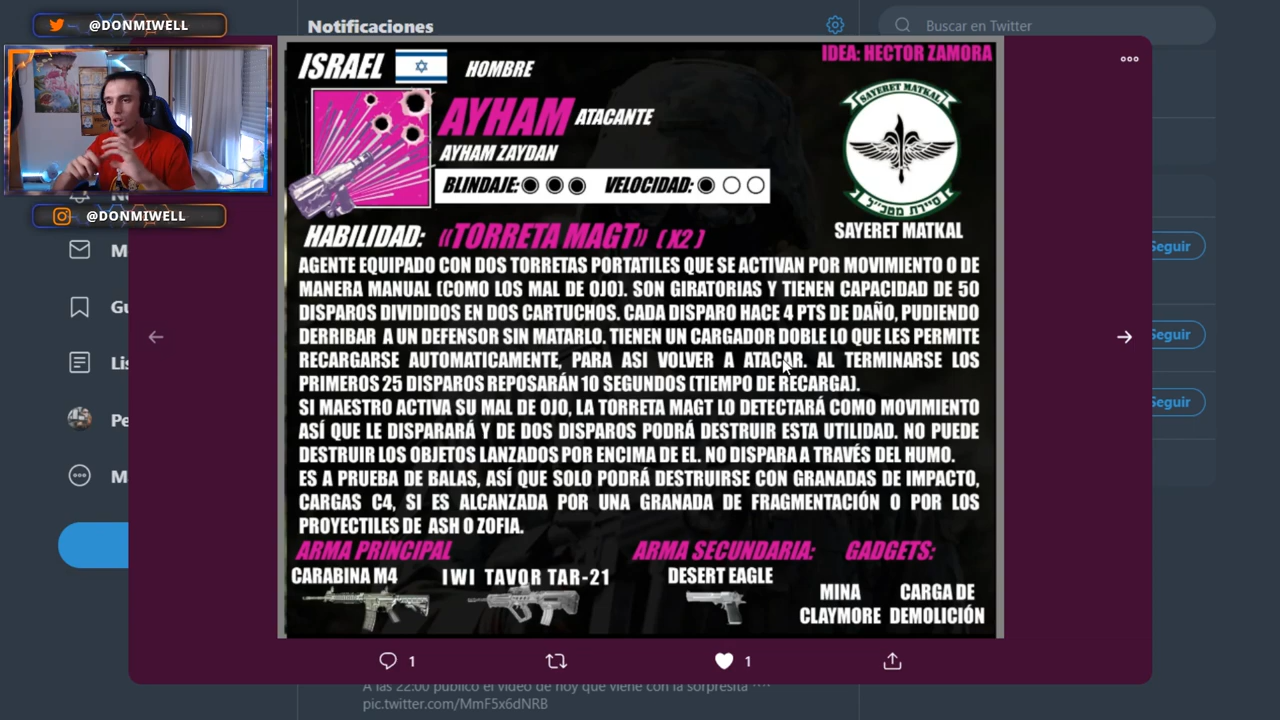 @DONMIWELL
Notificaciones
Buscar en Twitter
@DONMIWELL
M
Gu
Lis
Pe
M
ISRAEL
HOMBRE
IDEA: HECTOR ZAMORA
AYHAM
ATACANTE
AYHAM ZAYDAN
BLINDAJE:
VELOCIDAD:
SAYERET MATKAL
סיירת מטכ"ל
SAYERET MATKAL
HABILIDAD: «TORRETA MAGT» (X2)
AGENTE EQUIPADO CON DOS TORRETAS PORTATILES QUE SE ACTIVAN POR MOVIMIENTO O DE
MANERA MANUAL (COMO LOS MAL DE OJO). SON GIRATORIAS Y TIENEN CAPACIDAD DE 50
DISPAROS DIVIDIDOS EN DOS CARTUCHOS. CADA DISPARO HACE 4 PTS DE DAÑO, PUDIENDO
DERRIBAR A UN DEFENSOR SIN MATARLO. TIENEN UN CARGADOR DOBLE LO QUE LES PERMITE
RECARGARSE AUTOMATICAMENTE, PARA ASI VOLVER A ATACAR. AL TERMINARSE LOS
PRIMEROS 25 DISPAROS REPOSARÁN 10 SEGUNDOS (TIEMPO DE RECARGA).
SI MAESTRO ACTIVA SU MAL DE OJO, LA TORRETA MAGT LO DETECTARÁ COMO MOVIMIENTO
ASÍ QUE LE DISPARARÁ Y DE DOS DISPAROS PODRÁ DESTRUIR ESTA UTILIDAD. NO PUEDE
DESTRUIR LOS OBJETOS LANZADOS POR ENCIMA DE EL. NO DISPARA A TRAVÉS DEL HUMO.
ES A PRUEBA DE BALAS, ASÍ QUE SOLO PODRÁ DESTRUIRSE CON GRANADAS DE IMPACTO,
CARGAS C4, SI ES ALCANZADA POR UNA GRANADA DE FRAGMENTACIÓN O POR LOS
PROYECTILES DE ASH O ZOFIA.
ARMA PRINCIPAL
ARMA SECUNDARIA:
GADGETS:
CARABINA M4
IWI TAVOR TAR-21
DESERT EAGLE
MINA
CLAYMORE
CARGA DE
DEMOLICIÓN
Seguir
Seguir
Seguir
1
1
A las 22:00 publico el video de hoy que viene con la sorpresita
pic.twitter.com/MmF5x6dNRB